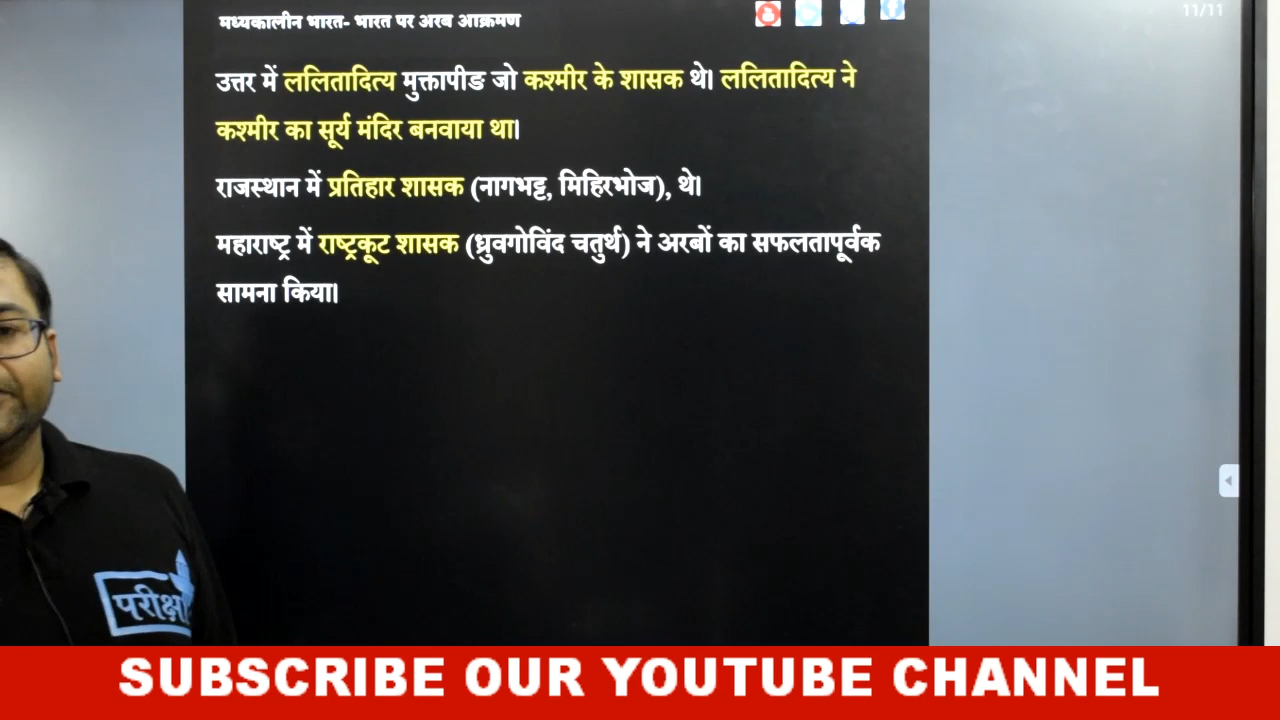 मध्यकालीन भारत- भारत पर अरब आक्रमण
11/11
उत्तर में ललितादित्य मुक्तापीङ जो कश्मीर के शासक थे। ललितादित्य ने
कश्मीर का सूर्य मंदिर बनवाया था।
राजस्थान में प्रतिहार शासक (नागभट्ट, मिहिरभोज), थे।
महाराष्ट्र में राष्ट्रकूट शासक (ध्रुवगोविंद चतुर्थ) ने अरबों का सफलतापूर्वक
सामना किया।
परीक्षा
SUBSCRIBE OUR YOUTUBE CHANNEL